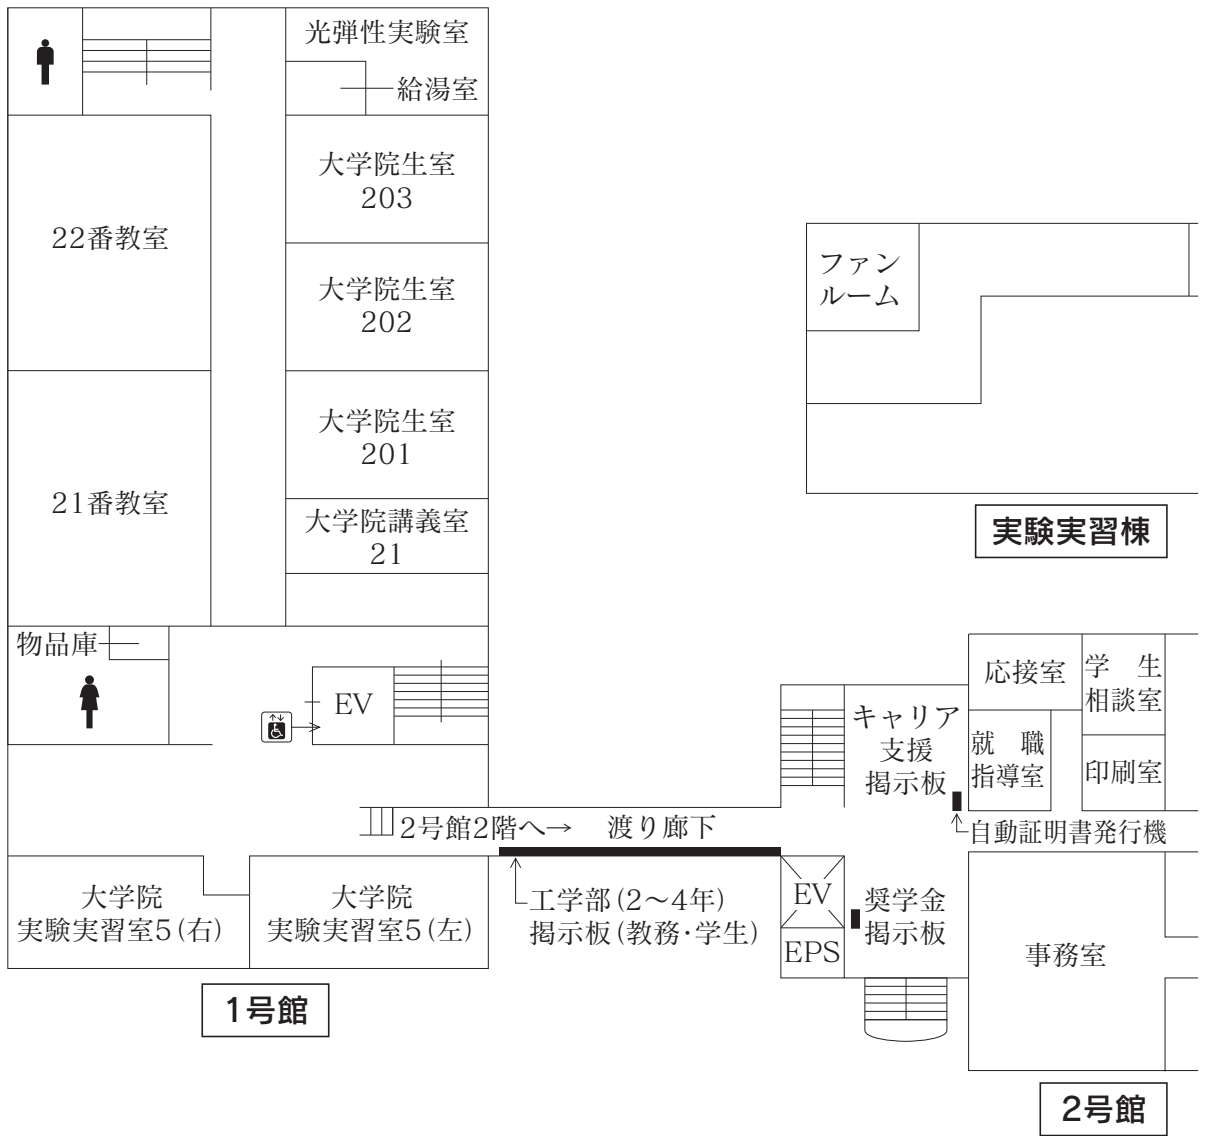 光弾性実験室
給湯室
大学院生室
203
22番教室
大学院生室
202
ファン
ルーム
大学院生室
201
21番教室
大学院講義室
21
実験実習棟
物品庫
EV
応接室
学　生
相談室
キャリア
支援
掲示板
就　職
指導室
印刷室
2号館2階へ→
渡り廊下
自動証明書発行機
大学院
実験実習室5(右)
大学院
実験実習室5(左)
工学部(2〜4年)
掲示板(教務・学生)
EV
EPS
奨学金
掲示板
事務室
1号館
2号館